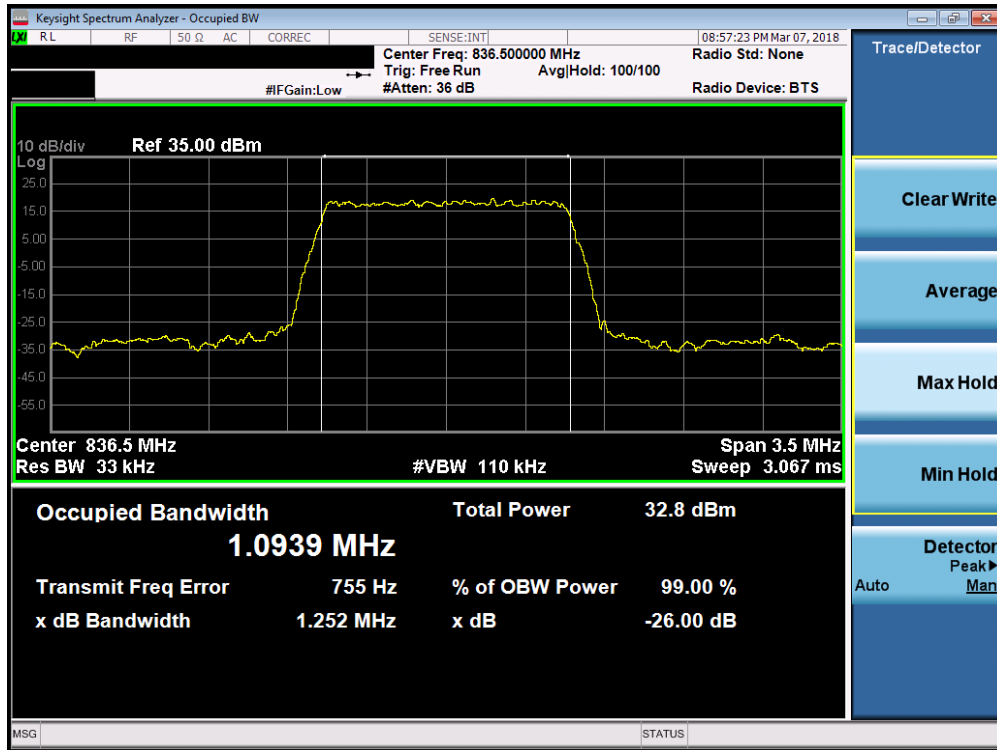 Keysight Spectrum Analyzer - Occupied BW
LXI RL RF 50 Ω AC CORREC SENSE:INT 08:57:23 PM Mar 07, 2018
Center Freq: 836.500000 MHz Radio Std: None
Trig: Free Run Avg|Hold: 100/100
#IFGain:Low #Atten: 36 dB Radio Device: BTS
10 dB/div Ref 35.00 dBm
Log
25.0
15.0
5.00
-5.00
-15.0
-25.0
-35.0
-45.0
-55.0
Center 836.5 MHz Span 3.5 MHz
Res BW 33 kHz #VBW 110 kHz Sweep 3.067 ms
Occupied Bandwidth Total Power 32.8 dBm
1.0939 MHz
Transmit Freq Error 755 Hz % of OBW Power 99.00 %
x dB Bandwidth 1.252 MHz x dB -26.00 dB
Trace/Detector
Clear Write
Average
Max Hold
Min Hold
Detector
Peak▶
Auto Man
MSG STATUS